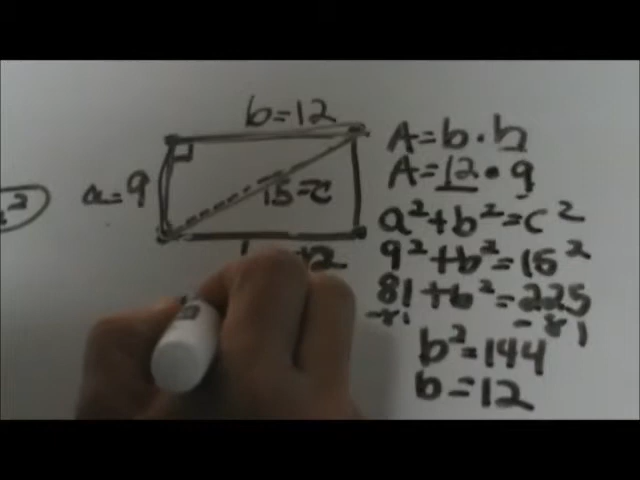 b=12
a=9
15=c
A=b·h
A=12·9
a²+b²=c²
9²+b²=15²
81+b²=225
-81 -81
b²=144
b=12